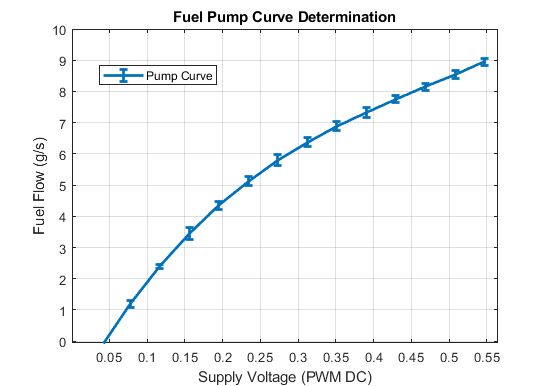 Fuel Pump Curve Determination
10
9
8
7
6
5
4
3
2
1
0
Pump Curve
Fuel Flow (g/s)
0.05 0.1 0.15 0.2 0.25 0.3 0.35 0.4 0.45 0.5 0.55
Supply Voltage (PWM DC)